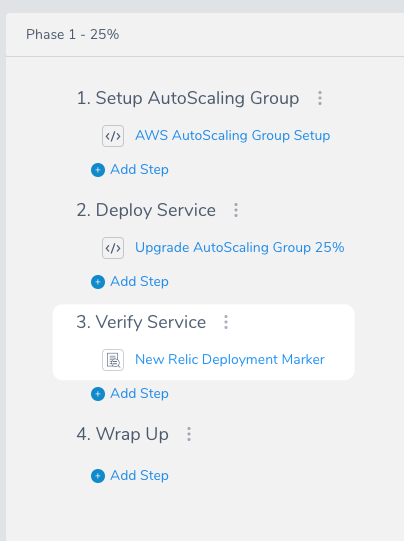 Phase 1 - 25%
1. Setup AutoScaling Group
AWS AutoScaling Group Setup
Add Step
2. Deploy Service
Upgrade AutoScaling Group 25%
Add Step
3. Verify Service
New Relic Deployment Marker
Add Step
4. Wrap Up
Add Step